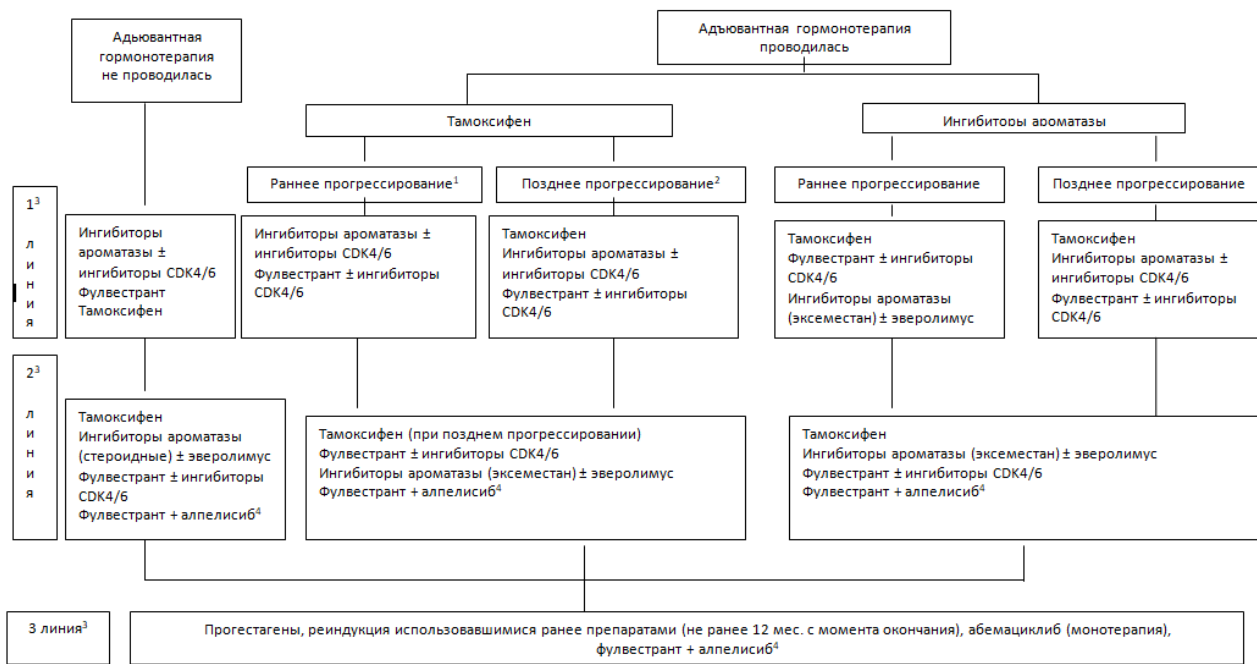 Адьювантная
гормонотерапия
не проводилась
Адъювантная гормонотерапия
проводилась
Тамоксифен
Ингибиторы ароматазы
Раннее прогрессирование¹
Позднее прогрессирование²
Раннее прогрессирование
Позднее прогрессирование
1³
л
и
н
и
я
Ингибиторы
ароматазы ±
ингибиторы CDK4/6
Фулвестрант
Тамоксифен
Ингибиторы ароматазы ±
ингибиторы CDK4/6
Фулвестрант ± ингибиторы
CDK4/6
Тамоксифен
Ингибиторы ароматазы ±
ингибиторы CDK4/6
Фулвестрант ± ингибиторы
CDK4/6
Тамоксифен
Фулвестрант ± ингибиторы
CDK4/6
Ингибиторы ароматазы
(эксеместан) ± эверолимус
Тамоксифен
Ингибиторы ароматазы ±
ингибиторы CDK4/6
Фулвестрант ± ингибиторы
CDK4/6
2³
л
и
н
и
я
Тамоксифен
Ингибиторы ароматазы
(стероидные) ± эверолимус
Фулвестрант ± ингибиторы
CDK4/6
Фулвестрант + алпелисиб⁴
Тамоксифен (при позднем прогрессировании)
Фулвестрант ± ингибиторы CDK4/6
Ингибиторы ароматазы (эксеместан) ± эверолимус
Фулвестрант + алпелисиб⁴
Тамоксифен
Ингибиторы ароматазы (эксеместан) ± эверолимус
Фулвестрант ± ингибиторы CDK4/6
Фулвестрант + алпелисиб⁴
3 линия³
Прогестагены, реиндукция использовавшимися ранее препаратами (не ранее 12 мес. с момента окончания), абемациклиб (монотерапия),
фулвестрант + алпелисиб⁴